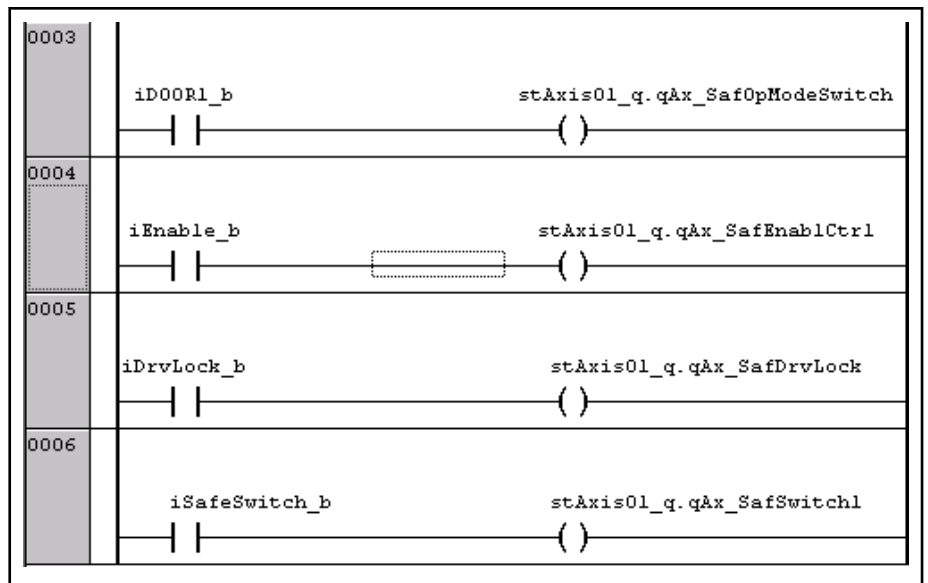 0003
iDOOR1_b stAxis01_q.qAx_SafOpModeSwitch
0004
iEnable_b stAxis01_q.qAx_SafEnablCtrl
0005
iDrvLock_b stAxis01_q.qAx_SafDrvLock
0006
iSafeSwitch_b stAxis01_q.qAx_SafSwitch1